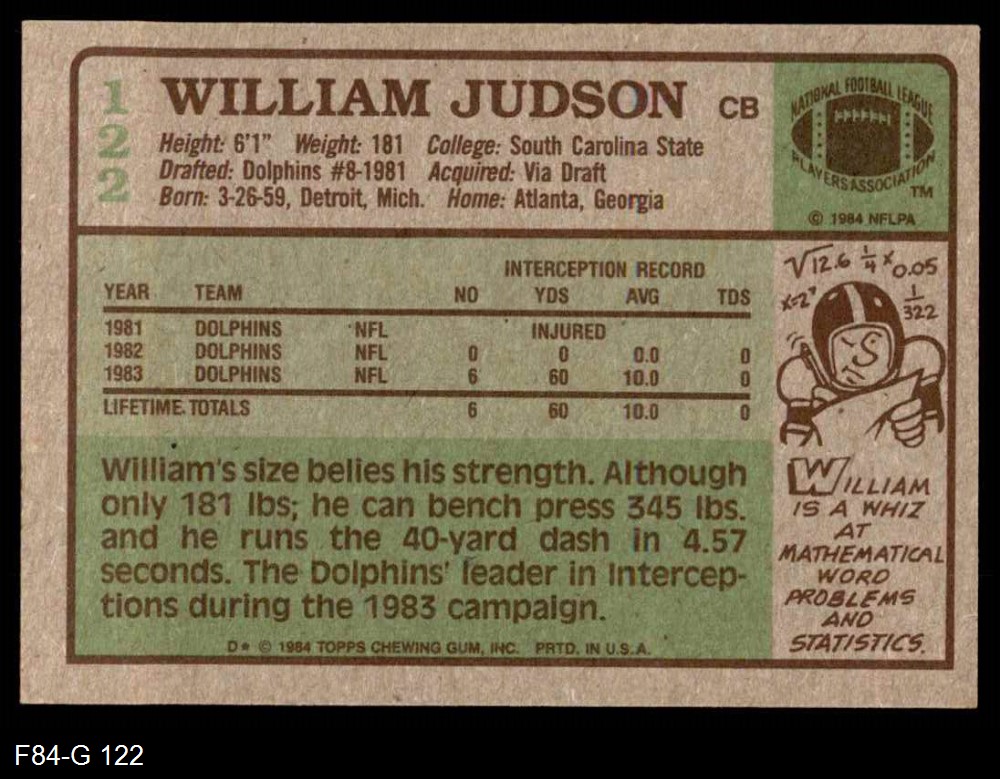 122
WILLIAM JUDSON CB
Height: 6'1" Weight: 181 College: South Carolina State
Drafted: Dolphins #8-1981 Acquired: Via Draft
Born: 3-26-59, Detroit, Mich. Home: Atlanta, Georgia
NATIONAL FOOTBALL LEAGUE
PLAYERS ASSOCIATION
TM
© 1984 NFLPA
INTERCEPTION RECORD
YEAR TEAM NO YDS AVG TDS
1981 DOLPHINS NFL INJURED
1982 DOLPHINS NFL 0 0 0.0 0
1983 DOLPHINS NFL 6 60 10.0 0
LIFETIME TOTALS 6 60 10.0 0
William's size belies his strength. Although
only 181 lbs; he can bench press 345 lbs.
and he runs the 40-yard dash in 4.57
seconds. The Dolphins' leader in Intercep-
tions during the 1983 campaign.
D* © 1984 TOPPS CHEWING GUM, INC. PRTD. IN U.S.A.
√12.6 1/4 x 0.05
1/322
WILLIAM
IS A WHIZ
AT
MATHEMATICAL
WORD
PROBLEMS
AND
STATISTICS.
F84-G 122